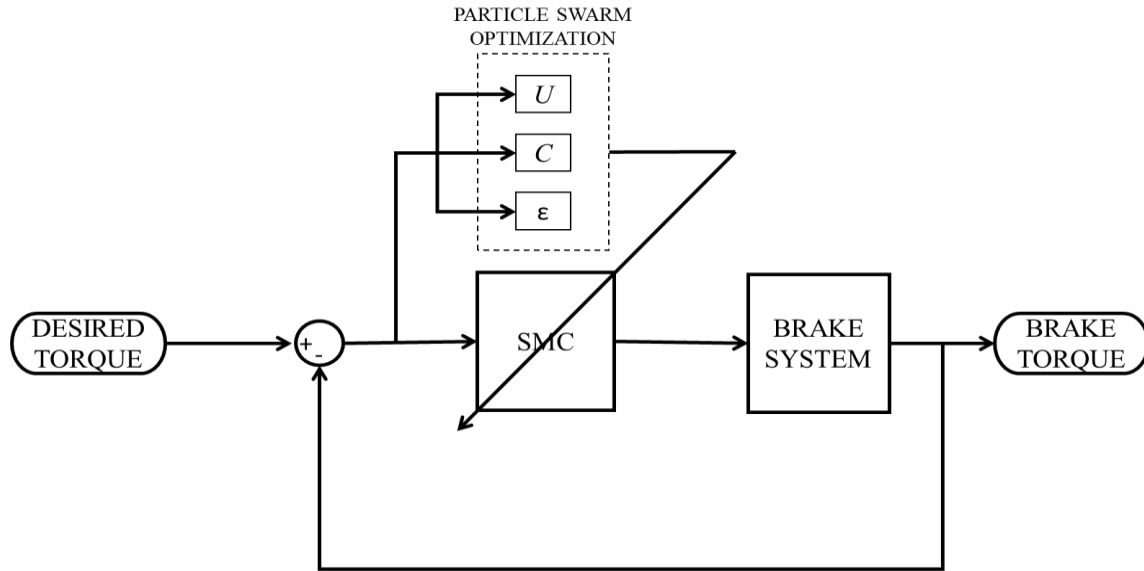 PARTICLE SWARM
OPTIMIZATION
U
C
ε
DESIRED
TORQUE
+
-
SMC
BRAKE
SYSTEM
BRAKE
TORQUE